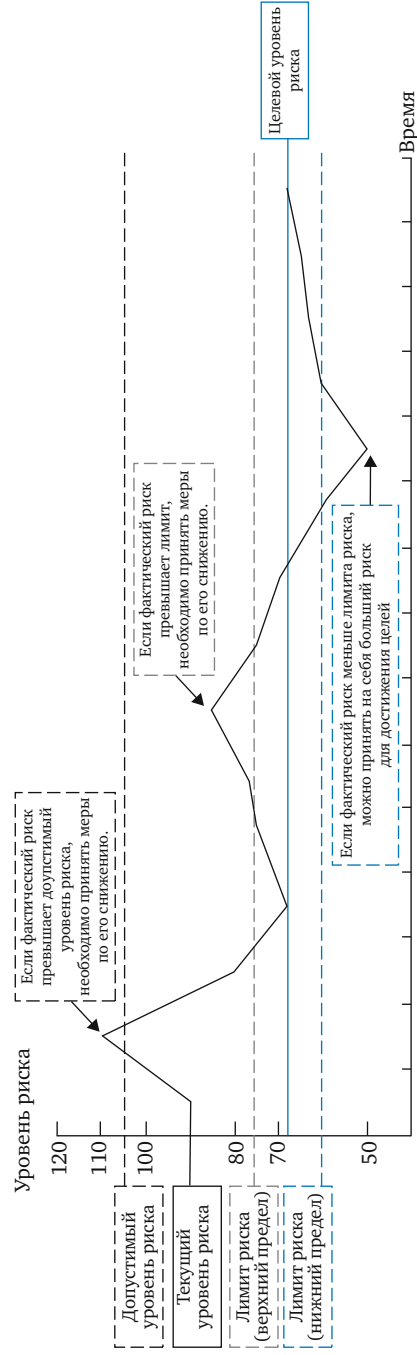 Уровень риска
120
110
100
90
80
70
50
Время
Допустимый
уровень риска
Текущий
уровень риска
Лимит риска
(верхний предел)
Лимит риска
(нижний предел)
Если фактический риск
превышает доупстимый
уровень риска,
необходимо принять меры
по его снижению.
Если фактический риск
превышает лимит,
необходимо принять меры
по его снижению.
Если фактический риск меньше лимита риска,
можно принять на себя больший риск
для достижения целей
Целевой уровень
риска